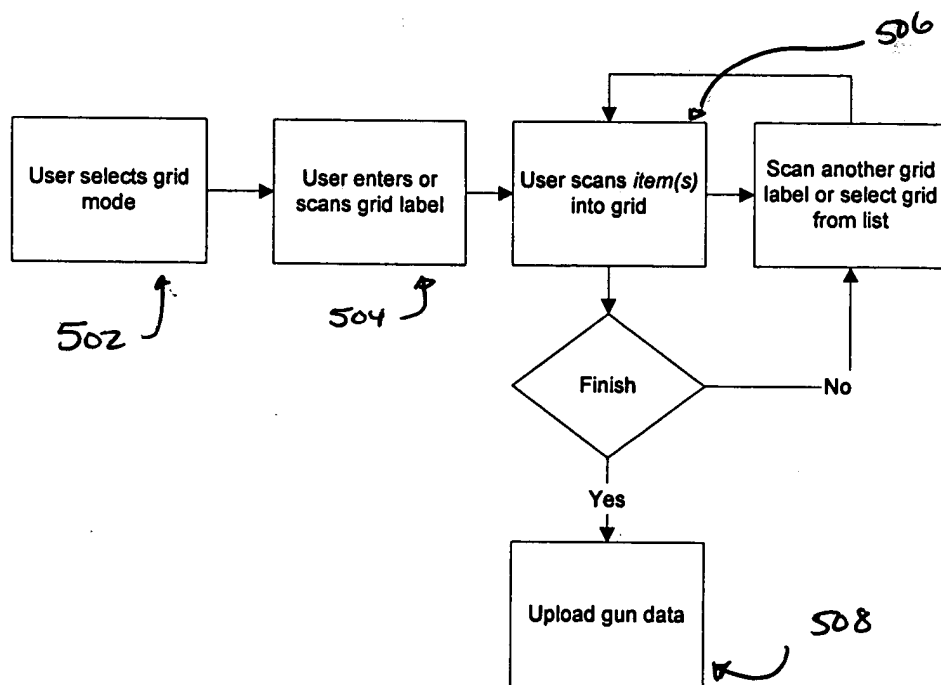 506
User selects grid
mode
User enters or
scans grid label
User scans item(s)
into grid
Scan another grid
label or select grid
from list
502
504
Finish
No
Yes
Upload gun data
508